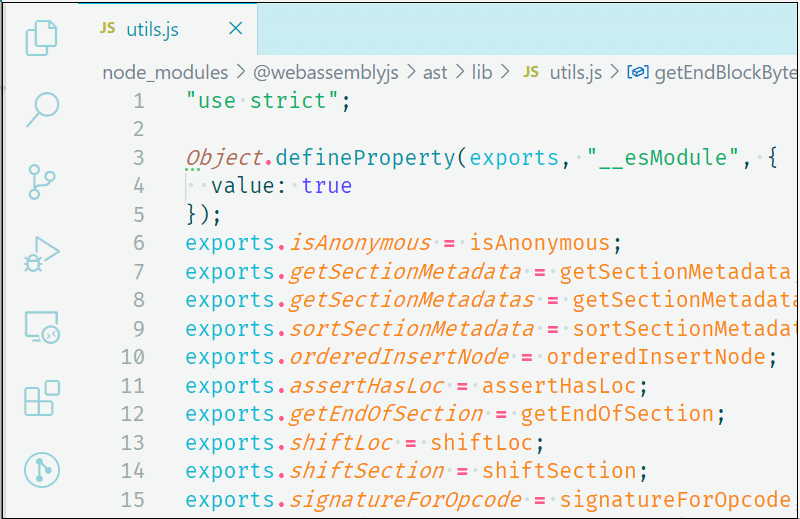 JS utils.js
node_modules > @webassemblyjs > ast > lib > JS utils.js > getEndBlockByte
1 "use strict";
2
3 Object.defineProperty(exports, "__esModule", {
4   value: true
5 });
6 exports.isAnonymous = isAnonymous;
7 exports.getSectionMetadata = getSectionMetadata;
8 exports.getSectionMetadatas = getSectionMetadata
9 exports.sortSectionMetadata = sortSectionMetadat
10 exports.orderedInsertNode = orderedInsertNode;
11 exports.assertHasLoc = assertHasLoc;
12 exports.getEndOfSection = getEndOfSection;
13 exports.shiftLoc = shiftLoc;
14 exports.shiftSection = shiftSection;
15 exports.signatureForOpcode = signatureForOpcode;